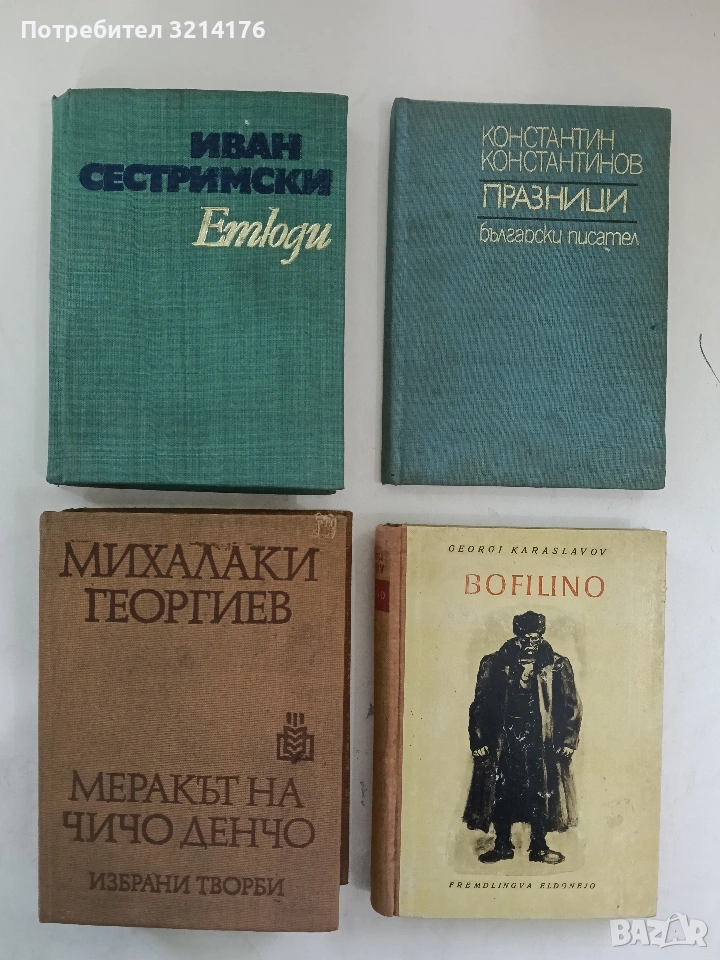 Потребител 3214176
ИВАН
СЕСТРИМСКИ
Етюди
КОНСТАНТИН
КОНСТАНТИНОВ
ПРАЗНИЦИ
български писател
МИХАЛАКИ
ГЕОРГИЕВ
МЕРАКЪТ НА
ЧИЧО ДЕНЧО
ИЗБРАНИ ТВОРБИ
GEORGI KARASLAVOV
BOFILINO
FREMDLINGVA ELDONEJO
BAZAR